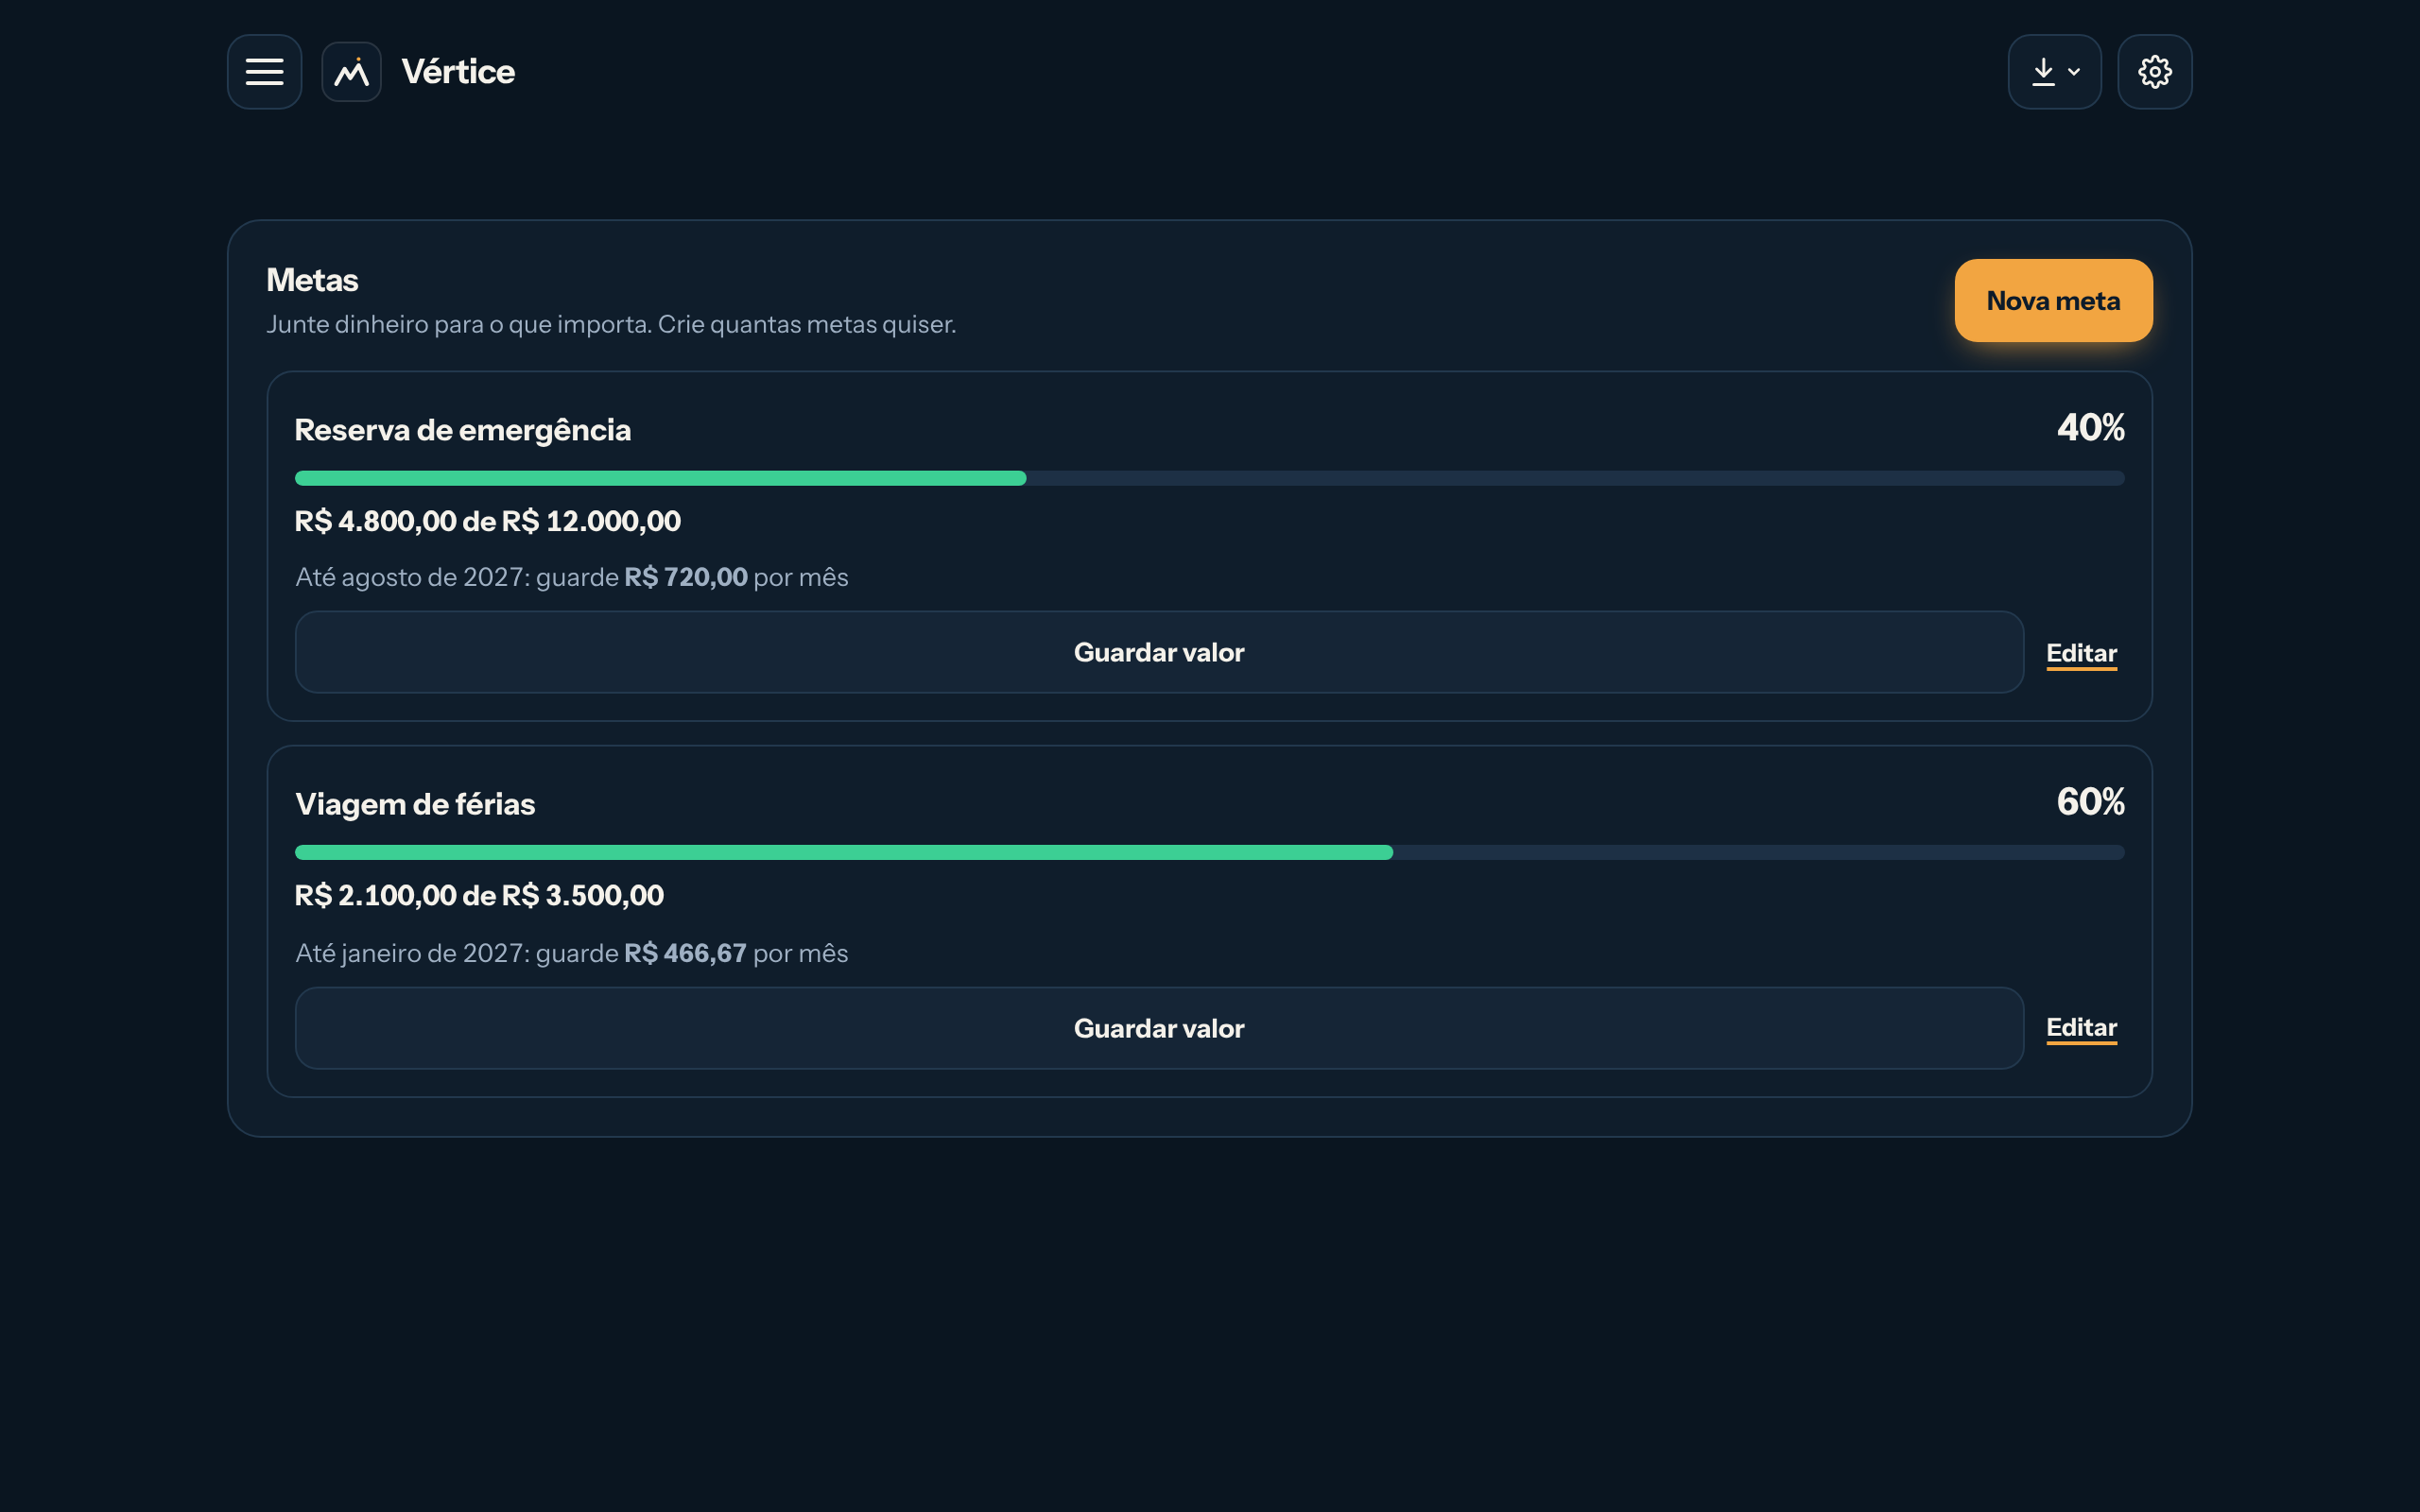 Vértice
Metas
Junte dinheiro para o que importa. Crie quantas metas quiser.
Nova meta
Reserva de emergência
40%
R$ 4.800,00 de R$ 12.000,00
Até agosto de 2027: guarde R$ 720,00 por mês
Guardar valor
Editar
Viagem de férias
60%
R$ 2.100,00 de R$ 3.500,00
Até janeiro de 2027: guarde R$ 466,67 por mês
Guardar valor
Editar